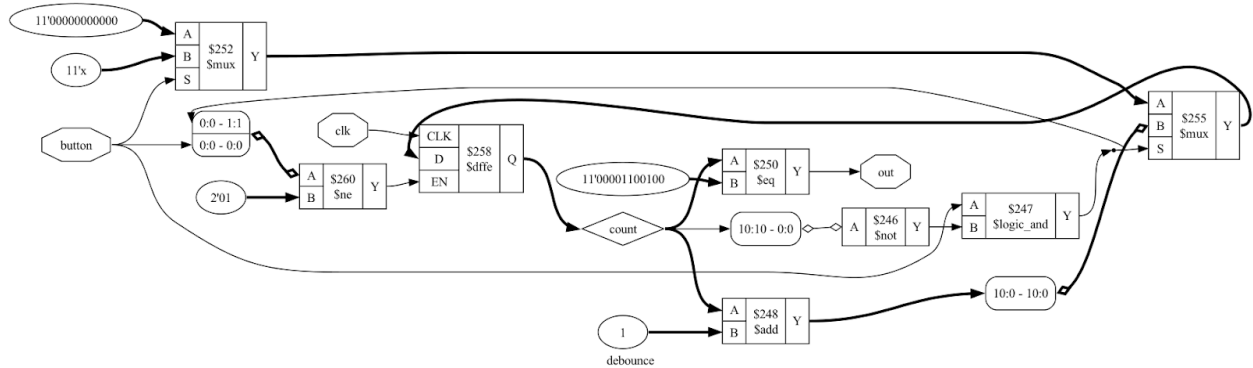 11'00000000000
11'x
A
B
S
$252
$mux
Y
button
0:0 - 1:1
0:0 - 0:0
2'01
A
B
$260
$ne
Y
clk
CLK
D
EN
$258
$dffe
Q
11'00001100100
count
A
B
$250
$eq
Y
out
10:10 - 0:0
A
$246
$not
Y
A
B
$247
$logic_and
Y
1
A
B
$248
$add
Y
10:0 - 10:0
A
B
S
$255
$mux
Y
debounce